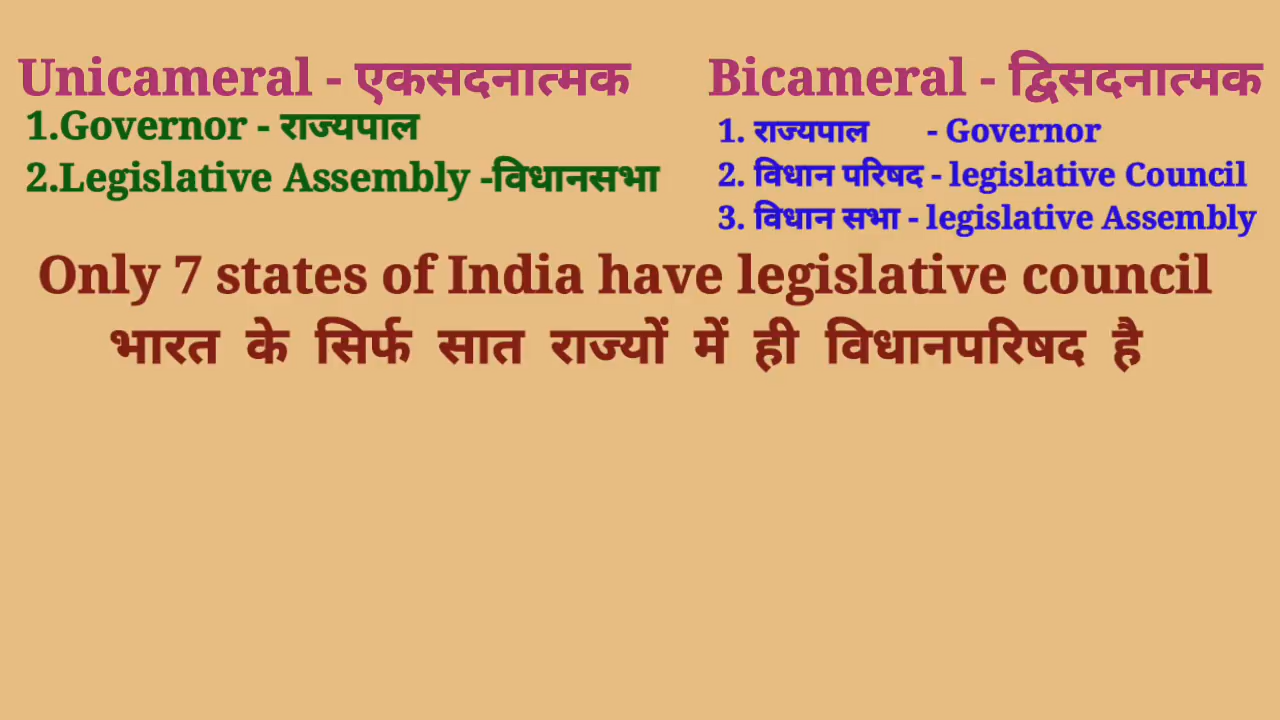 Unicameral - एकसदनात्मक
1.Governor - राज्यपाल
2.Legislative Assembly -विधानसभा
Bicameral - द्विसदनात्मक
1. राज्यपाल - Governor
2. विधान परिषद - legislative Council
3. विधान सभा - legislative Assembly
Only 7 states of India have legislative council
भारत के सिर्फ सात राज्यों में ही विधानपरिषद है